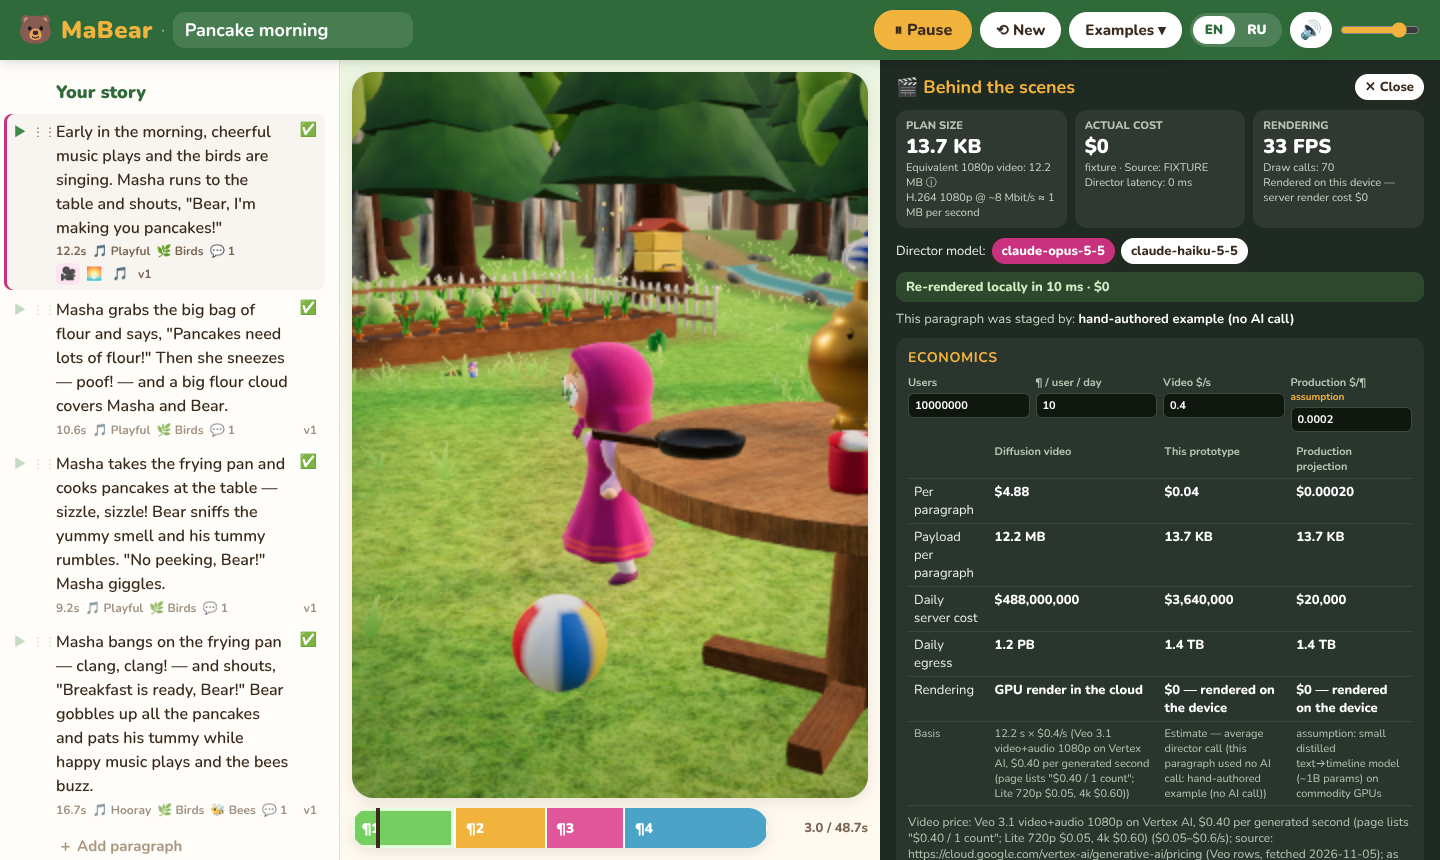 MaBear · Pancake morning
Pause
New
Examples ▾
EN
RU
Your story
Early in the morning, cheerful
music plays and the birds are
singing. Masha runs to the
table and shouts, "Bear, I'm
making you pancakes!"
12.2s Playful Birds 1
v1
Masha grabs the big bag of
flour and says, "Pancakes need
lots of flour!" Then she sneezes
— poof! — and a big flour cloud
covers Masha and Bear.
10.6s Playful Birds 1 v1
Masha takes the frying pan and
cooks pancakes at the table —
sizzle, sizzle! Bear sniffs the
yummy smell and his tummy
rumbles. "No peeking, Bear!"
Masha giggles.
9.2s Playful Birds 1 v1
Masha bangs on the frying pan
— clang, clang! — and shouts,
"Breakfast is ready, Bear!" Bear
gobbles up all the pancakes
and pats his tummy while
happy music plays and the bees
buzz.
16.7s Hooray Birds Bees 1 v1
+ Add paragraph
¶1 ¶2 ¶3 ¶4 3.0 / 48.7s
Behind the scenes
✕ Close
PLAN SIZE
13.7 KB
Equivalent 1080p video: 12.2
MB ⓘ
H.264 1080p @ ~8 Mbit/s ≈ 1
MB per second
ACTUAL COST
$0
fixture · Source: FIXTURE
Director latency: 0 ms
RENDERING
33 FPS
Draw calls: 70
Rendered on this device —
server render cost $0
Director model: claude-opus-5-5 claude-haiku-5-5
Re-rendered locally in 10 ms · $0
This paragraph was staged by: hand-authored example (no AI call)
ECONOMICS
Users
10000000
¶ / user / day
10
Video $/s
0.4
Production $/¶
assumption
0.0002
Diffusion video
This prototype
Production
projection
Per
paragraph
$4.88
$0.04
$0.00020
Payload
per
paragraph
12.2 MB
13.7 KB
13.7 KB
Daily
server cost
$488,000,000
$3,640,000
$20,000
Daily
egress
1.2 PB
1.4 TB
1.4 TB
Rendering
GPU render in the cloud
$0 — rendered on
the device
$0 — rendered
on the device
Basis
12.2 s × $0.4/s (Veo 3.1
video+audio 1080p on Vertex
AI, $0.40 per generated second
(page lists "$0.40 / 1 count";
Lite 720p $0.05, 4k $0.60))
Estimate — average
director call (this
paragraph used no AI
call: hand-authored
example (no AI call))
assumption: small
distilled
text→timeline model
(~1B params) on
commodity GPUs
Video price: Veo 3.1 video+audio 1080p on Vertex AI, $0.40 per generated second (page lists
"$0.40 / 1 count"; Lite 720p $0.05, 4k $0.60) ($0.05–$0.6/s); source:
https://cloud.google.com/vertex-ai/generative-ai/pricing (Veo rows, fetched 2026-11-05); as